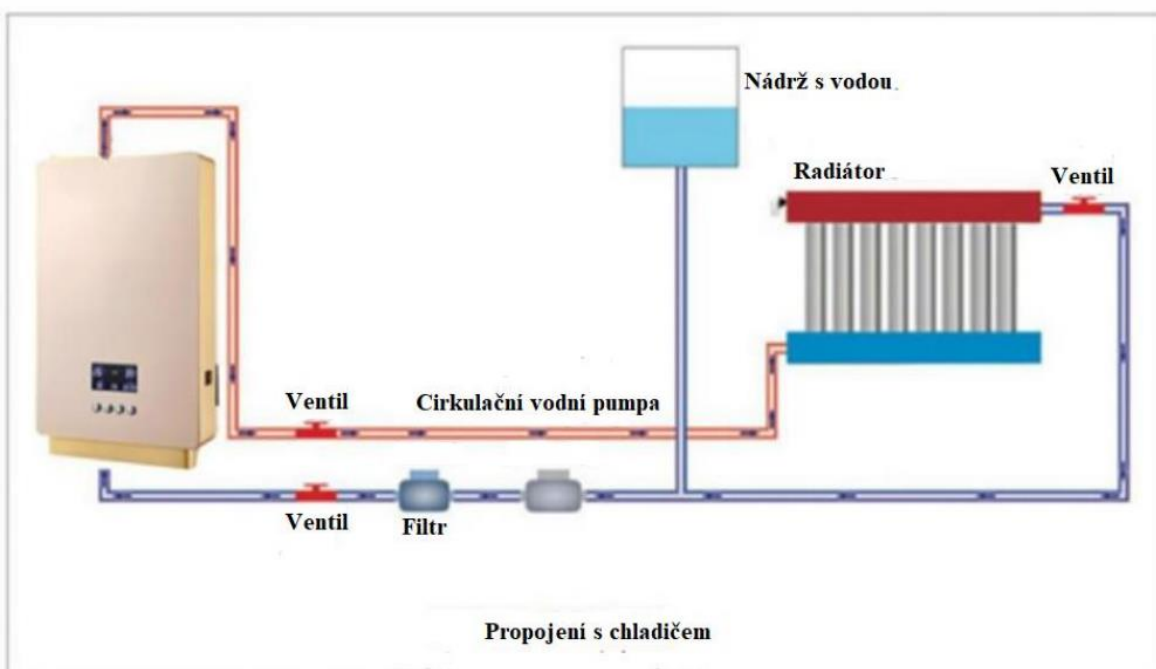 Nádrž s vodou
Radiátor
Ventil
Ventil
Cirkulační vodní pumpa
Ventil
Filtr
Propojení s chladičem